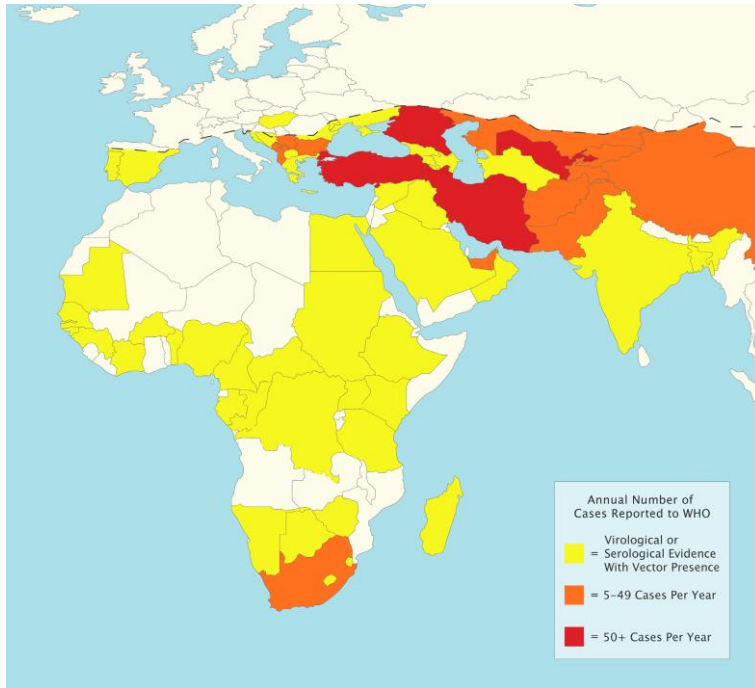 Annual Number of
Cases Reported to WHO
Virological or
= Serological Evidence
With Vector Presence
= 5-49 Cases Per Year
= 50+ Cases Per Year